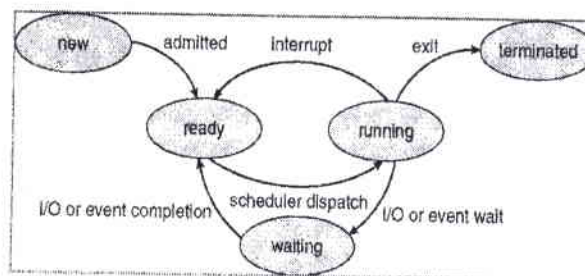 new
admitted
interrupt
exit
terminated
ready
running
scheduler dispatch
I/O or event completion
I/O or event wait
waiting